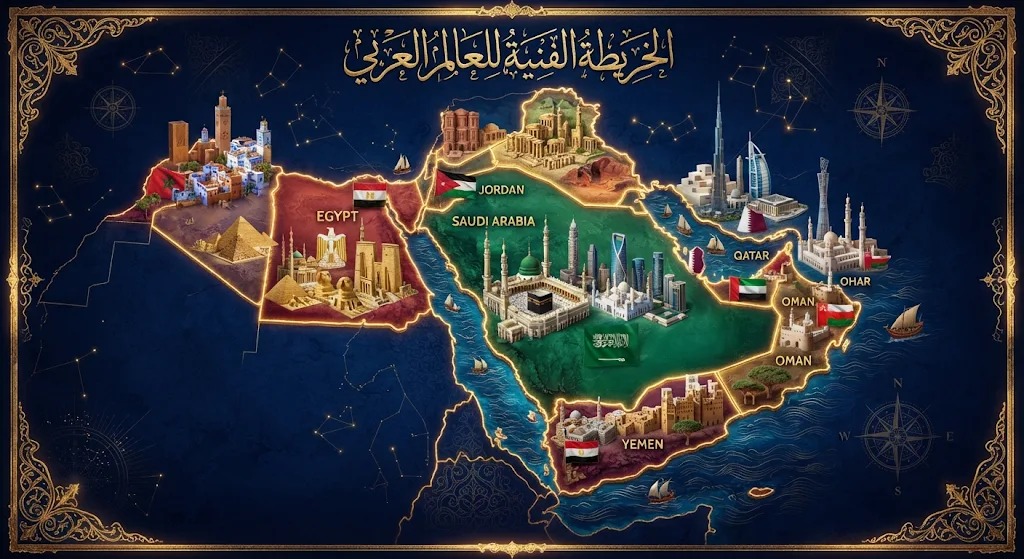 الخريطة الفنية للعالم العربي
N
N
JORDAN
EGYPT
SAUDI ARABIA
QATAR
OHAR
OMAN
OMAN
YEMEN
N
W E
S